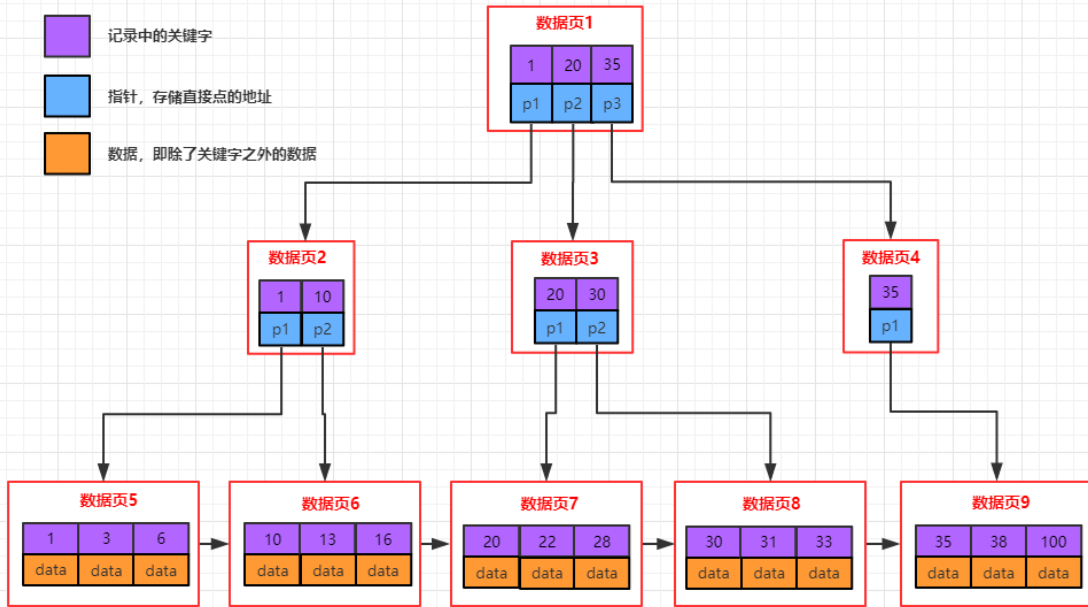 记录中的关键字
指针，存储直接点的地址
数据，即除了关键字之外的数据
数据页1
1 20 35
p1 p2 p3
数据页2
1 10
p1 p2
数据页3
20 30
p1 p2
数据页4
35
p1
数据页5
1 3 6
data data data
数据页6
10 13 16
data data data
数据页7
20 22 28
data data data
数据页8
30 31 33
data data data
数据页9
35 38 100
data data data